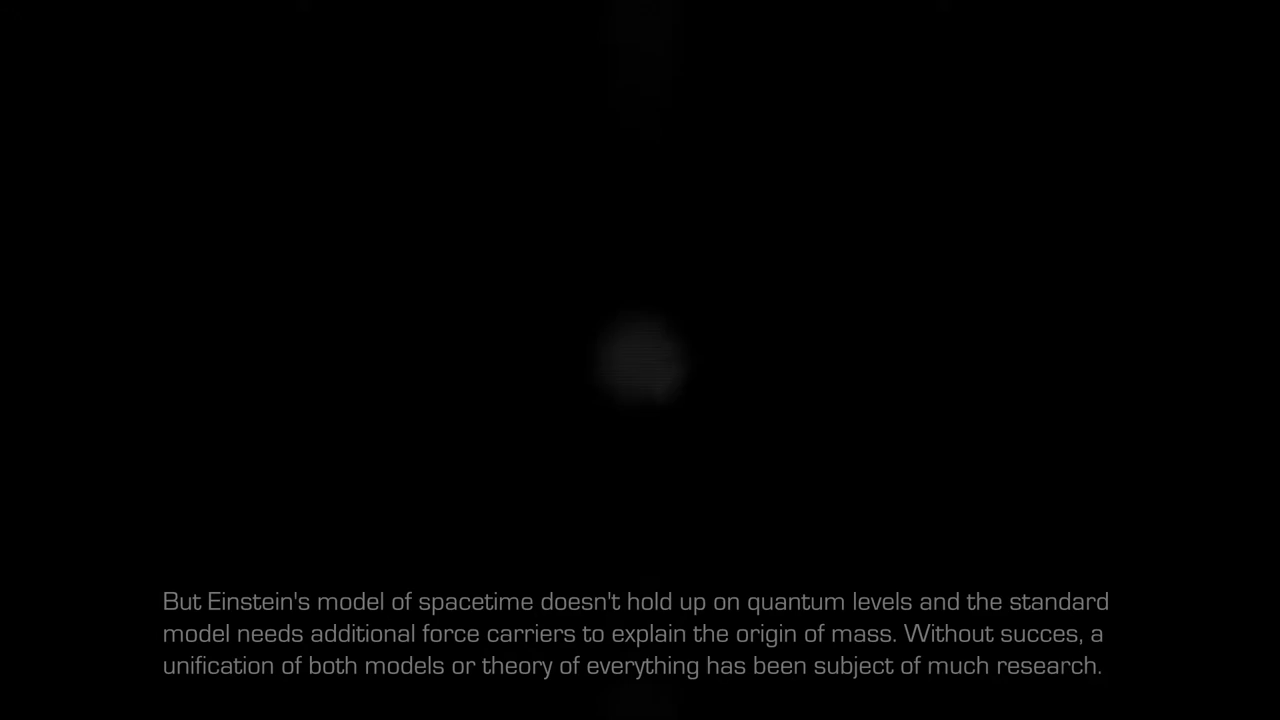 But Einstein's model of spacetime doesn't hold up on quantum levels and the standard
model needs additional force carriers to explain the origin of mass. Without succes, a
unification of both models or theory of everything has been subject of much research.